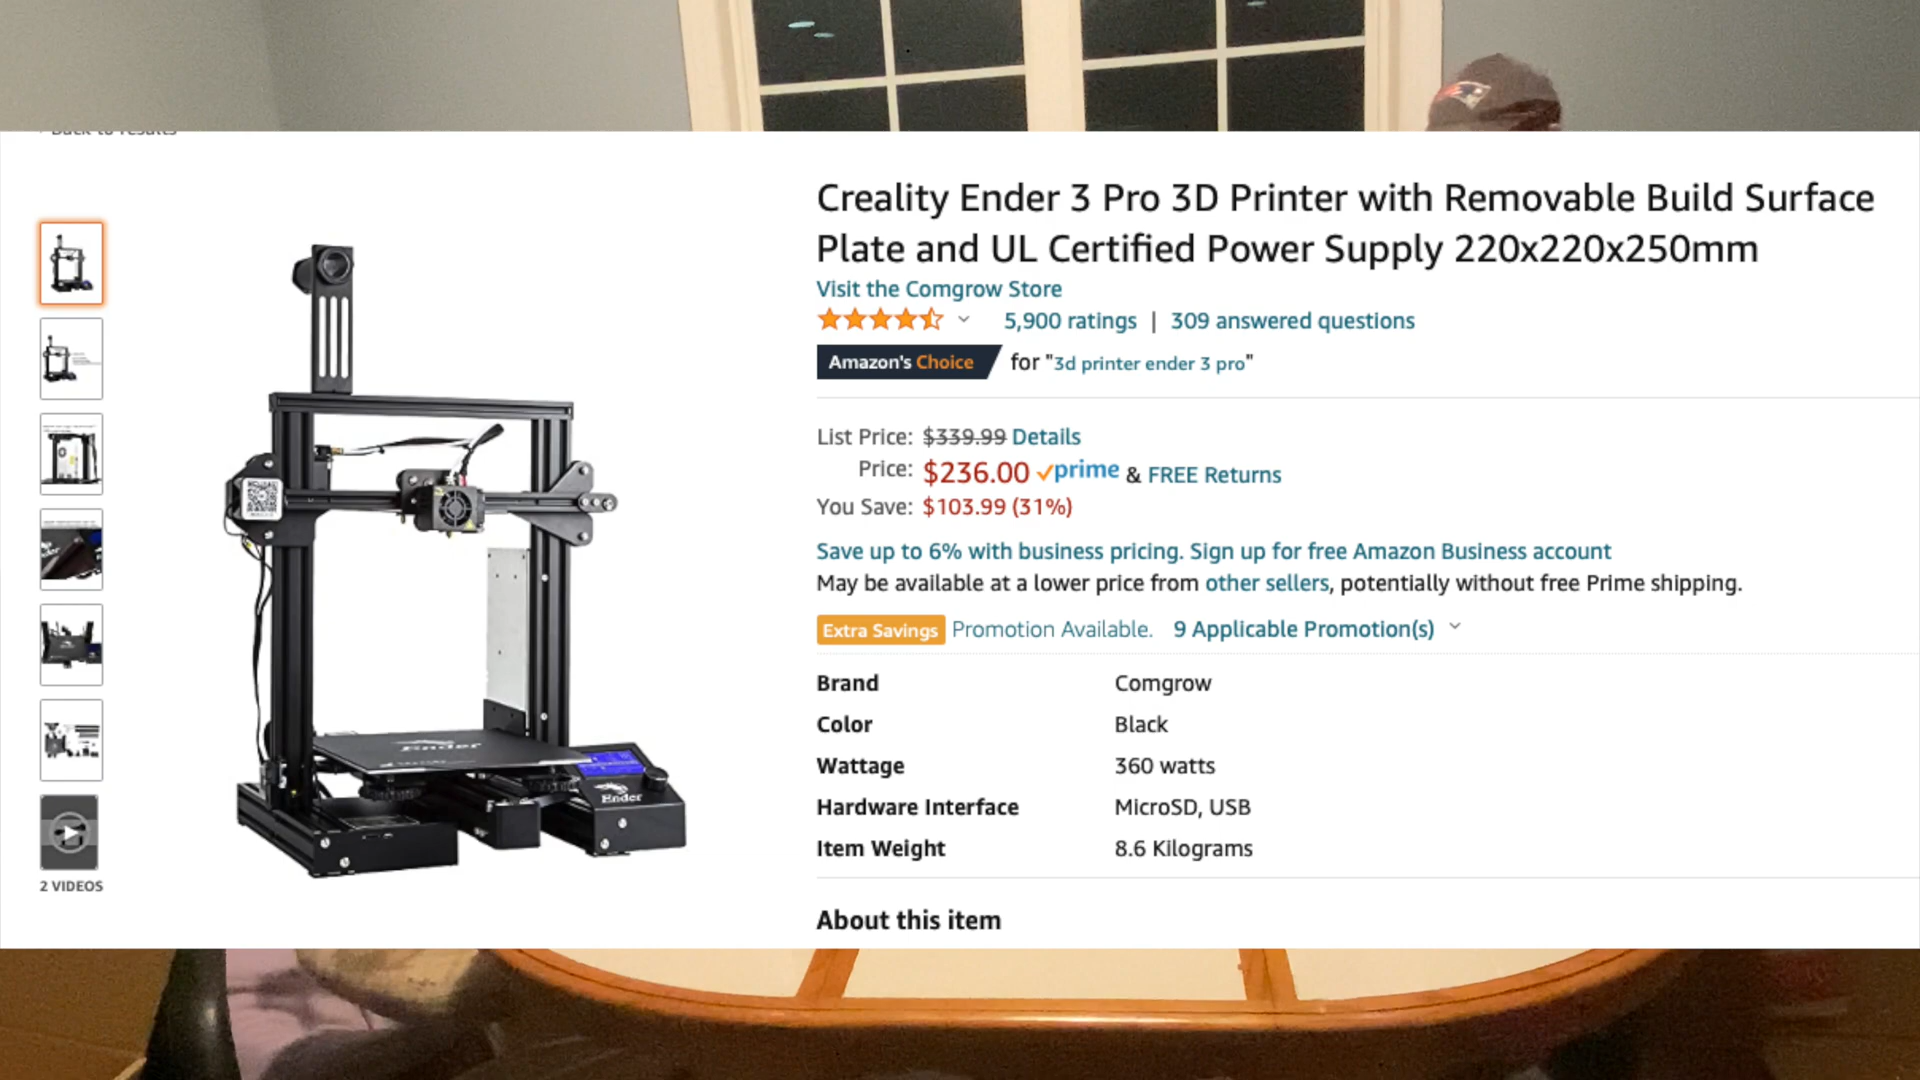 Back to results
Creality Ender 3 Pro 3D Printer with Removable Build Surface
Plate and UL Certified Power Supply 220x220x250mm
Visit the Comgrow Store
5,900 ratings | 309 answered questions
Amazon's Choice for "3d printer ender 3 pro"
List Price: $339.99 Details
Price: $236.00 prime & FREE Returns
You Save: $103.99 (31%)
Save up to 6% with business pricing. Sign up for free Amazon Business account
May be available at a lower price from other sellers, potentially without free Prime shipping.
Extra Savings Promotion Available. 9 Applicable Promotion(s)
Brand Comgrow
Color Black
Wattage 360 watts
Hardware Interface MicroSD, USB
Item Weight 8.6 Kilograms
About this item
Ender
Ender
2 VIDEOS